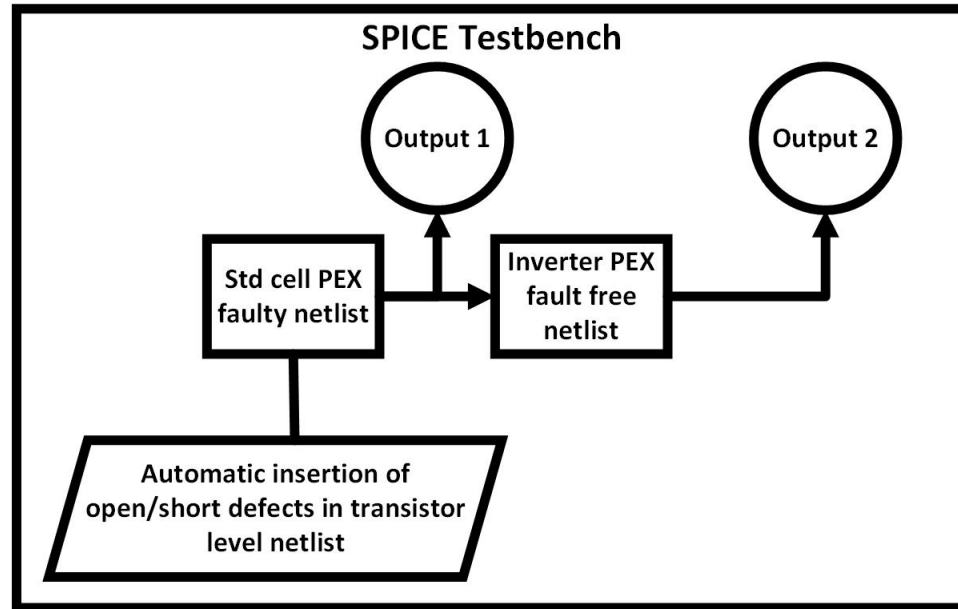 SPICE Testbench
Output 1
Output 2
Std cell PEX
faulty netlist
Inverter PEX
fault free
netlist
Automatic insertion of
open/short defects in transistor
level netlist